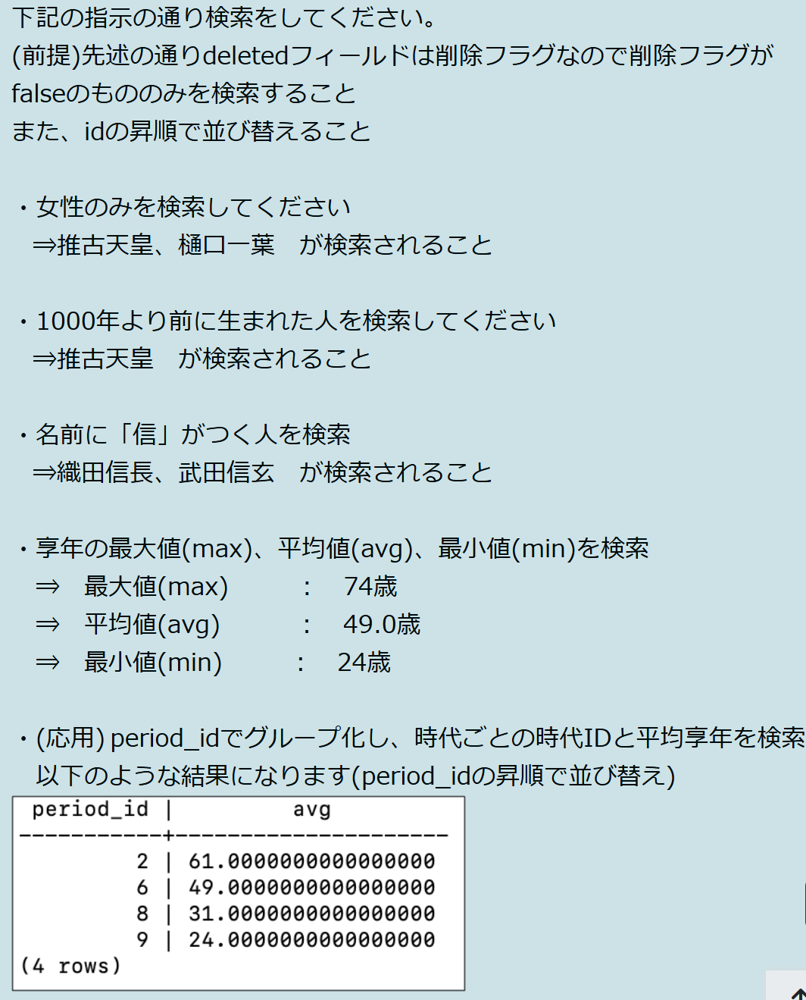 下記の指示の通り検索をしてください。
(前提)先述の通りdeletedフィールドは削除フラグなので削除フラグが
falseのもののみを検索すること
また、idの昇順で並び替えること
・女性のみを検索してください
⇒推古天皇、樋口一葉　が検索されること
・1000年より前に生まれた人を検索してください
⇒推古天皇　が検索されること
・名前に「信」がつく人を検索
⇒織田信長、武田信玄　が検索されること
・享年の最大値(max)、平均値(avg)、最小値(min)を検索
⇒　最大値(max)　　　：　74歳
⇒　平均値(avg)　　　：　49.0歳
⇒　最小値(min)　　　：　24歳
・(応用) period_idでグループ化し、時代ごとの時代IDと平均享年を検索
以下のような結果になります(period_idの昇順で並び替え)
period_id |         avg
-----------+---------------------
2 | 61.0000000000000000
6 | 49.0000000000000000
8 | 31.0000000000000000
9 | 24.0000000000000000
(4 rows)